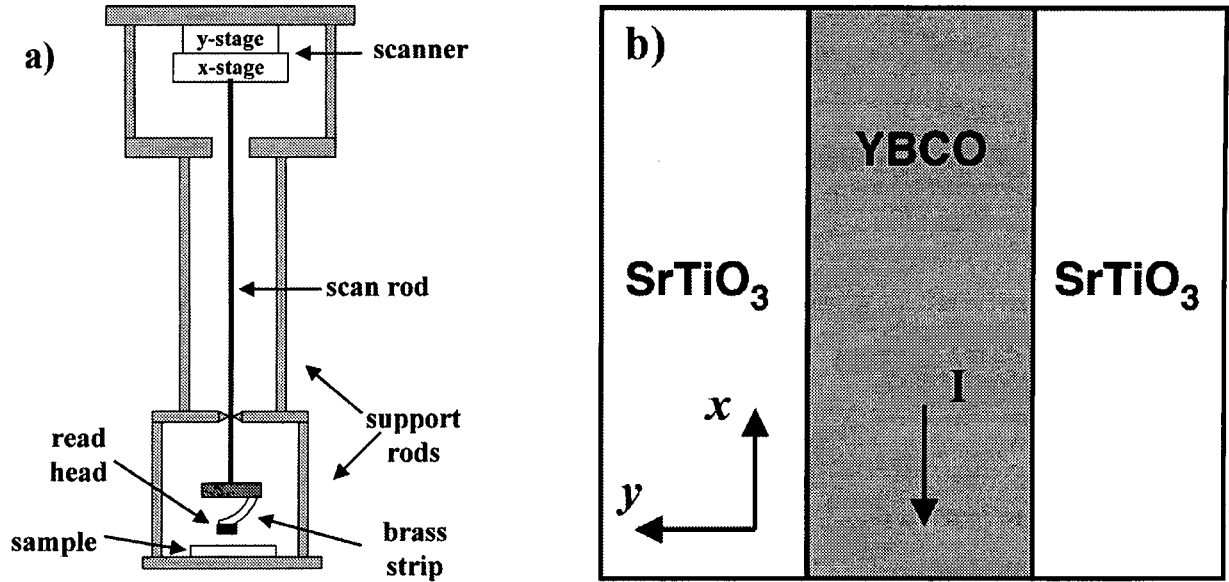 a)
y-stage
x-stage
scanner
scan rod
support
rods
read
head
sample
brass
strip
b)
YBCO
SrTiO₃
SrTiO₃
I
x
y